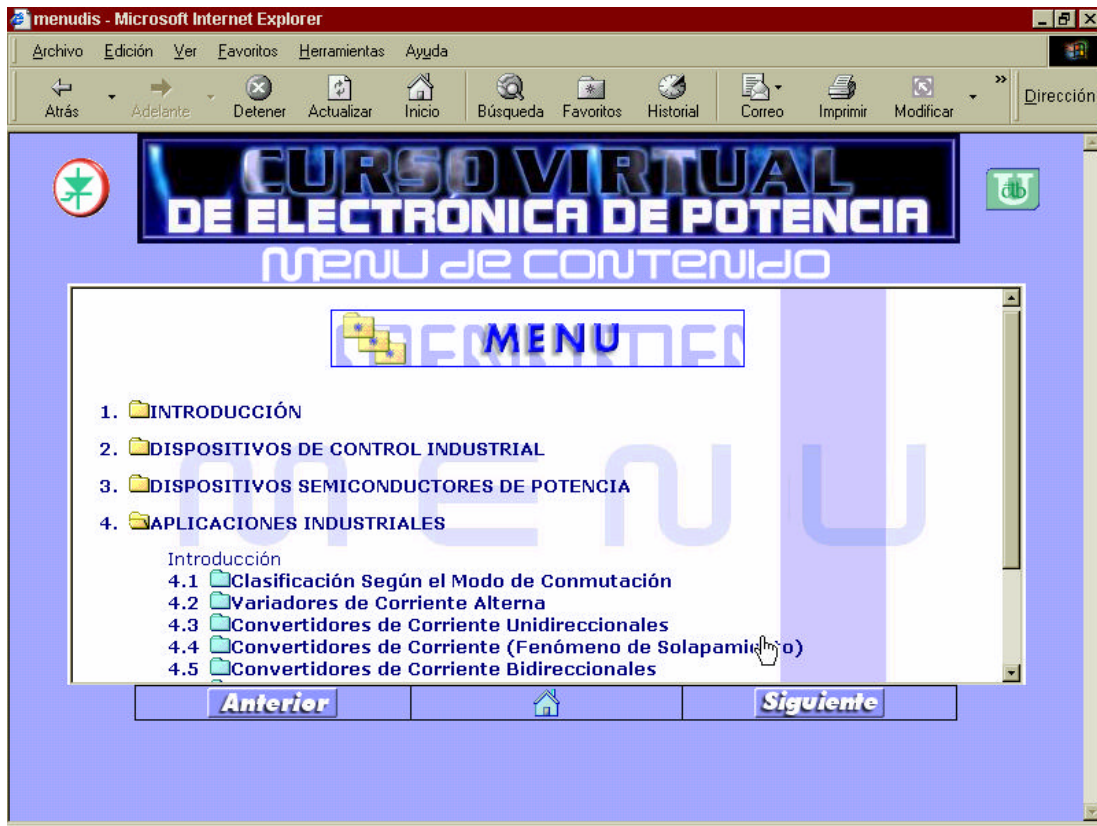 menudis - Microsoft Internet Explorer
Archivo Edición Ver Favoritos Herramientas Ayuda
Atrás Adelante Detener Actualizar Inicio Búsqueda Favoritos Historial Correo Imprimir Modificar » Dirección
CURSO VIRTUAL
DE ELECTRÓNICA DE POTENCIA
U ctb
Menu de contenido
MENU
1. INTRODUCCIÓN
2. DISPOSITIVOS DE CONTROL INDUSTRIAL
3. DISPOSITIVOS SEMICONDUCTORES DE POTENCIA
4. APLICACIONES INDUSTRIALES
MENU
Introducción
4.1 Clasificación Según el Modo de Conmutación
4.2 Variadores de Corriente Alterna
4.3 Convertidores de Corriente Unidireccionales
4.4 Convertidores de Corriente (Fenómeno de Solapamiento)
4.5 Convertidores de Corriente Bidireccionales
Anterior Siguiente